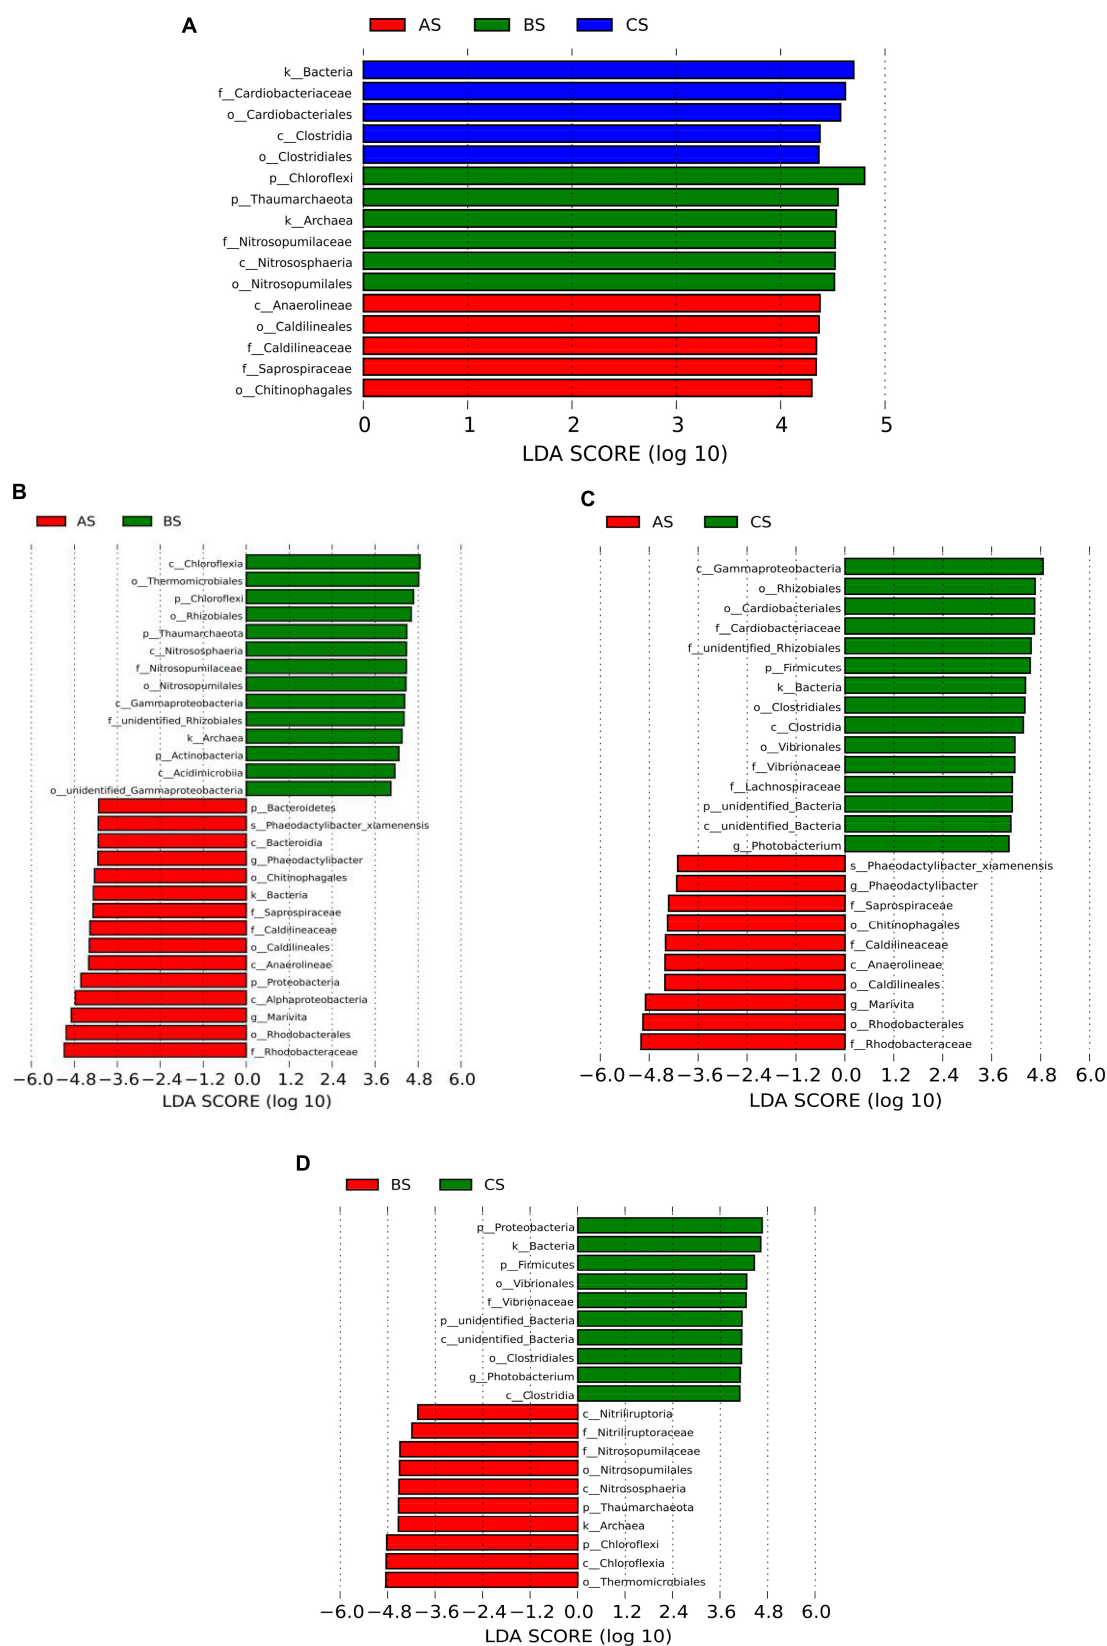 A
AS BS CS
k__Bacteria
f__Cardiobacteriaceae
o__Cardiobacteriales
c__Clostridia
o__Clostridiales
p__Chloroflexi
p__Thaumarchaeota
k__Archaea
f__Nitrosopumilaceae
c__Nitrososphaeria
o__Nitrosopumilales
c__Anaerolineae
o__Caldilineales
f__Caldilineaceae
f__Saprospiraceae
o__Chitinophagales
0 1 2 3 4 5
LDA SCORE (log 10)
B
AS BS
c__Chloroflexia
o__Thermomicrobiales
p__Chloroflexi
o__Rhizobiales
p__Thaumarchaeota
c__Nitrososphaeria
f__Nitrosopumilaceae
o__Nitrosopumilales
c__Gammaproteobacteria
f__unidentified_Rhizobiales
k__Archaea
p__Actinobacteria
c__Acidimicrobiia
o__unidentified_Gammaproteobacteria
p__Bacteroidetes
s__Phaeodactylibacter_xiamenensis
c__Bacteroidia
g__Phaeodactylibacter
o__Chitinophagales
k__Bacteria
f__Saprospiraceae
f__Caldilineaceae
o__Caldilineales
c__Anaerolineae
p__Proteobacteria
c__Alphaproteobacteria
g__Marivita
o__Rhodobacterales
f__Rhodobacteraceae
−6.0 −4.8 −3.6 −2.4 −1.2 0.0 1.2 2.4 3.6 4.8 6.0
LDA SCORE (log 10)
C
AS CS
c__Gammaproteobacteria
o__Rhizobiales
o__Cardiobacteriales
f__Cardiobacteriaceae
f__unidentified_Rhizobiales
p__Firmicutes
k__Bacteria
o__Clostridiales
c__Clostridia
o__Vibrionales
f__Vibrionaceae
f__Lachnospiraceae
p__unidentified_Bacteria
c__unidentified_Bacteria
g__Photobacterium
s__Phaeodactylibacter_xiamenensis
g__Phaeodactylibacter
f__Saprospiraceae
o__Chitinophagales
f__Caldilineaceae
c__Anaerolineae
o__Caldilineales
g__Marivita
o__Rhodobacterales
f__Rhodobacteraceae
−6.0 −4.8 −3.6 −2.4 −1.2 0.0 1.2 2.4 3.6 4.8 6.0
LDA SCORE (log 10)
D
BS CS
p__Proteobacteria
k__Bacteria
p__Firmicutes
o__Vibrionales
f__Vibrionaceae
p__unidentified_Bacteria
c__unidentified_Bacteria
o__Clostridiales
g__Photobacterium
c__Clostridia
c__Nitriliruptoria
f__Nitriliruptoraceae
f__Nitrosopumilaceae
o__Nitrosopumilales
c__Nitrososphaeria
p__Thaumarchaeota
k__Archaea
p__Chloroflexi
c__Chloroflexia
o__Thermomicrobiales
−6.0 −4.8 −3.6 −2.4 −1.2 0.0 1.2 2.4 3.6 4.8 6.0
LDA SCORE (log 10)